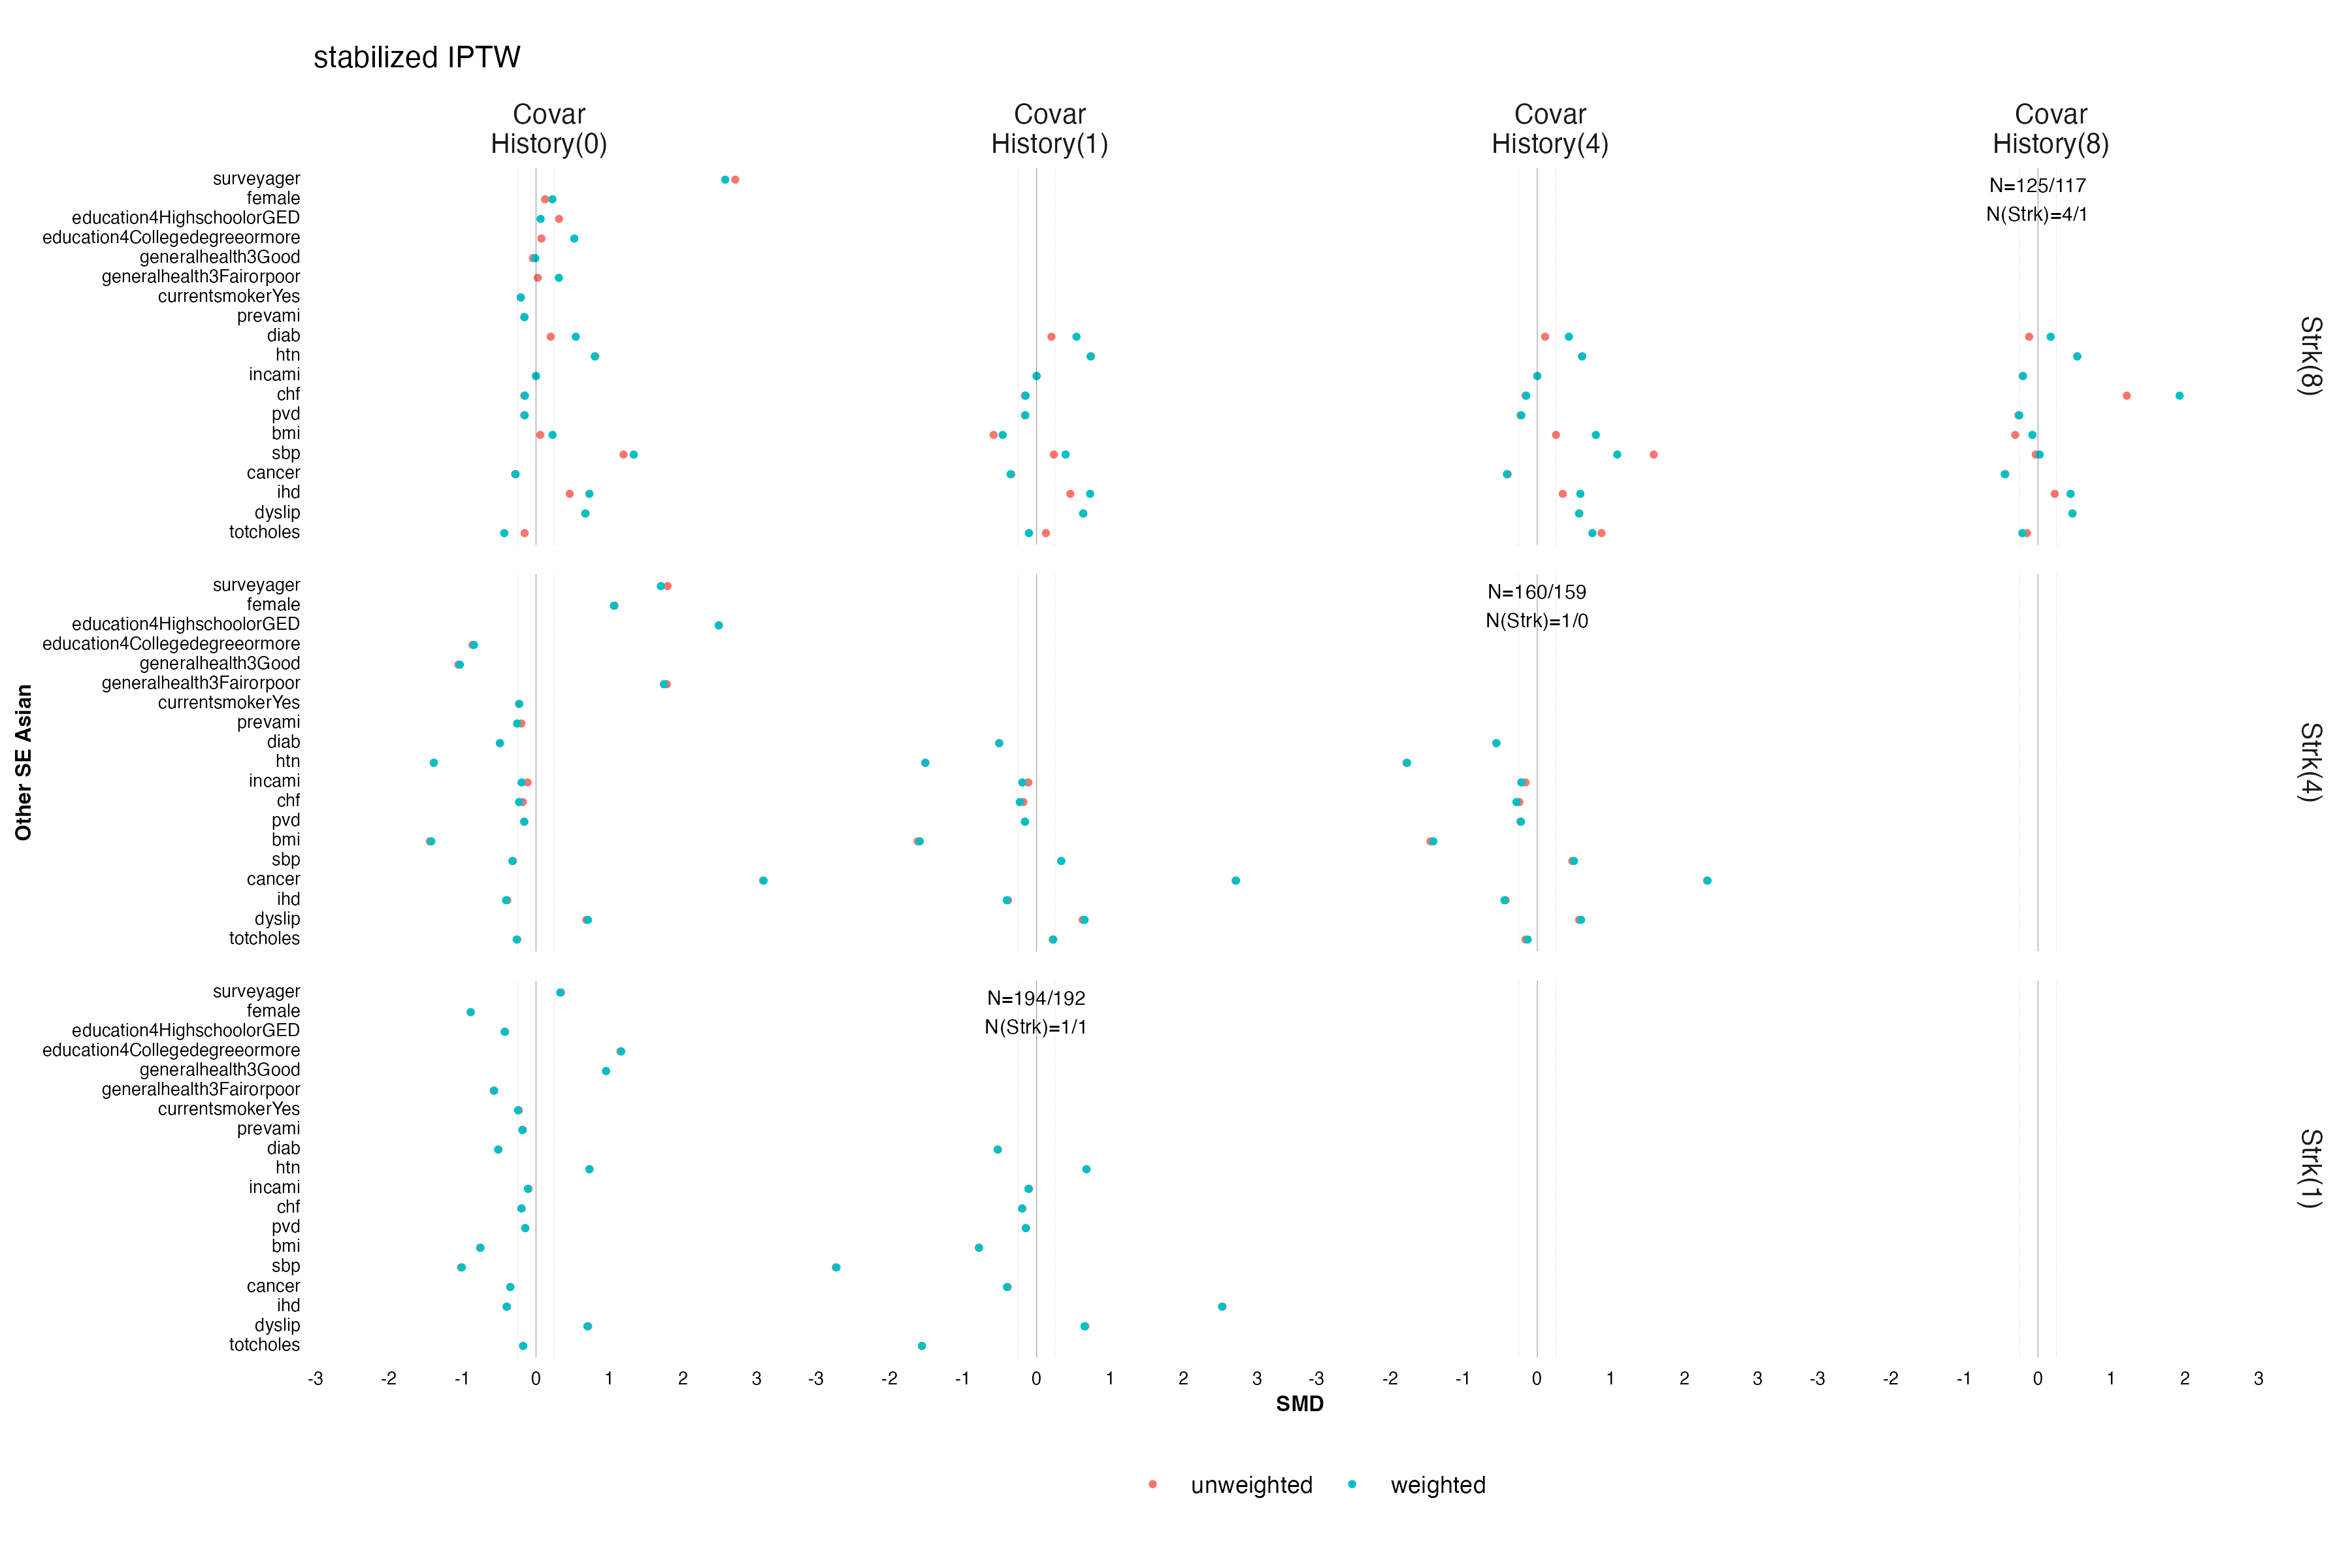 stabilized IPTW
Covar
History(0)
Covar
History(1)
Covar
History(4)
Covar
History(8)
surveyager
female
education4HighschoolorGED
education4Collegedegreeormore
generalhealth3Good
generalhealth3Fairorpoor
currentsmokerYes
prevami
diab
htn
incami
chf
pvd
bmi
sbp
cancer
ihd
dyslip
totcholes
N=125/117
N(Strk)=4/1
Strk(8)
surveyager
female
education4HighschoolorGED
education4Collegedegreeormore
generalhealth3Good
generalhealth3Fairorpoor
currentsmokerYes
prevami
diab
htn
incami
chf
pvd
bmi
sbp
cancer
ihd
dyslip
totcholes
N=160/159
N(Strk)=1/0
Strk(4)
Other SE Asian
surveyager
female
education4HighschoolorGED
education4Collegedegreeormore
generalhealth3Good
generalhealth3Fairorpoor
currentsmokerYes
prevami
diab
htn
incami
chf
pvd
bmi
sbp
cancer
ihd
dyslip
totcholes
N=194/192
N(Strk)=1/1
Strk(1)
-3 -2 -1 0 1 2 3 -3 -2 -1 0 1 2 3 -3 -2 -1 0 1 2 3 -3 -2 -1 0 1 2 3
SMD
unweighted weighted